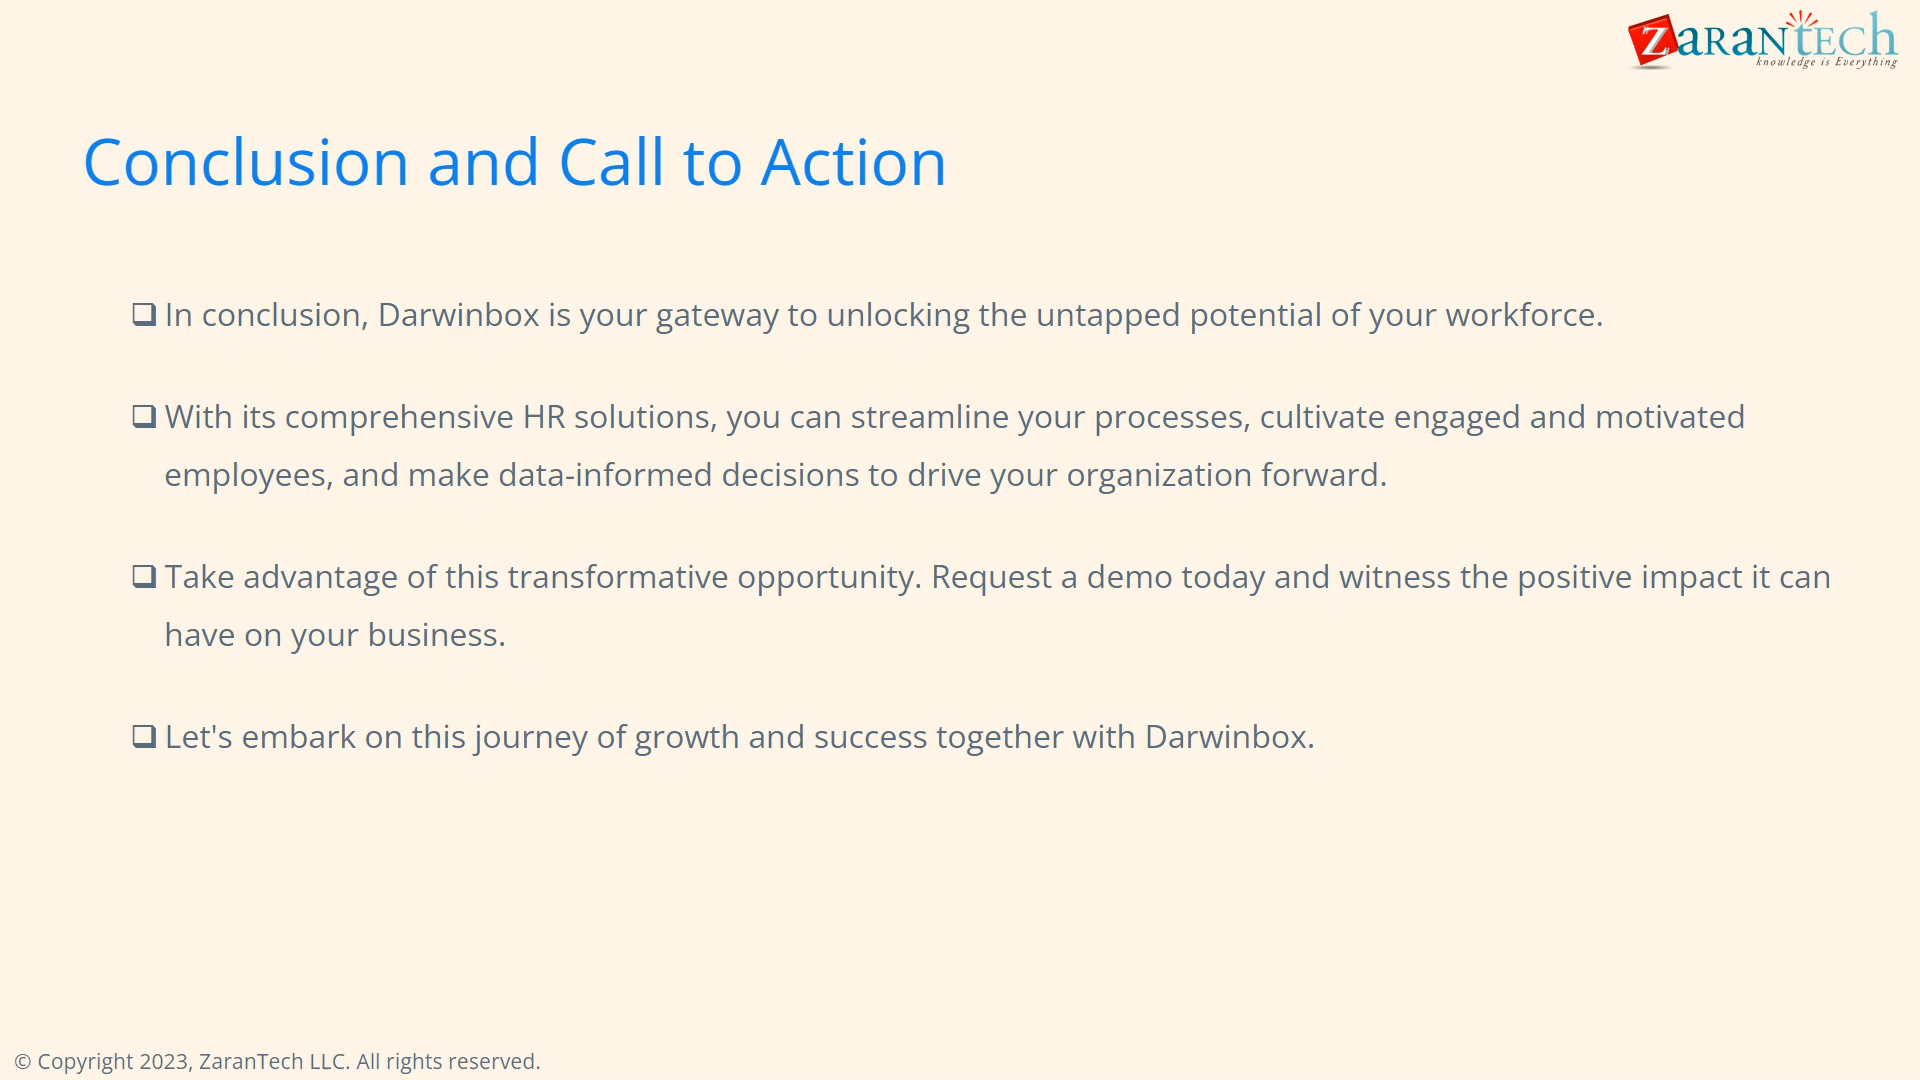 ZaranTech
knowledge is Everything
Conclusion and Call to Action
❑ In conclusion, Darwinbox is your gateway to unlocking the untapped potential of your workforce.
❑ With its comprehensive HR solutions, you can streamline your processes, cultivate engaged and motivated
employees, and make data-informed decisions to drive your organization forward.
❑ Take advantage of this transformative opportunity. Request a demo today and witness the positive impact it can
have on your business.
❑ Let's embark on this journey of growth and success together with Darwinbox.
© Copyright 2023, ZaranTech LLC. All rights reserved.